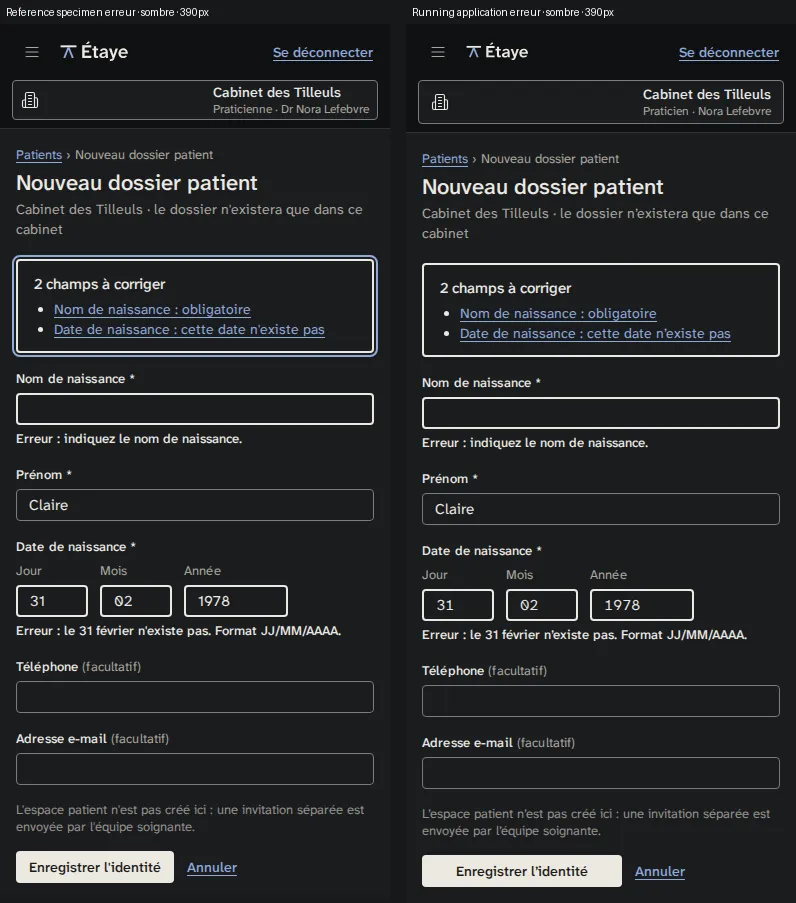 Reference specimen erreur · sombre · 390px
Étaye
Se déconnecter
Cabinet des Tilleuls
Praticienne · Dr Nora Lefebvre
Patients › Nouveau dossier patient
Nouveau dossier patient
Cabinet des Tilleuls · le dossier n'existera que dans ce
cabinet
2 champs à corriger
Nom de naissance : obligatoire
Date de naissance : cette date n'existe pas
Nom de naissance *
Erreur : indiquez le nom de naissance.
Prénom *
Claire
Date de naissance *
Jour Mois Année
31 02 1978
Erreur : le 31 février n'existe pas. Format JJ/MM/AAAA.
Téléphone (facultatif)
Adresse e-mail (facultatif)
L'espace patient n'est pas créé ici : une invitation séparée est
envoyée par l'équipe soignante.
Enregistrer l'identité Annuler
Running application erreur · sombre · 390px
Étaye
Se déconnecter
Cabinet des Tilleuls
Praticien · Nora Lefebvre
Patients › Nouveau dossier patient
Nouveau dossier patient
Cabinet des Tilleuls · le dossier n’existera que dans ce
cabinet
2 champs à corriger
Nom de naissance : obligatoire
Date de naissance : cette date n’existe pas
Nom de naissance *
Erreur : indiquez le nom de naissance.
Prénom *
Claire
Date de naissance *
Jour Mois Année
31 02 1978
Erreur : le 31 février n’existe pas. Format JJ/MM/AAAA.
Téléphone (facultatif)
Adresse e-mail (facultatif)
L’espace patient n’est pas créé ici : une invitation séparée est
envoyée par l’équipe soignante.
Enregistrer l’identité Annuler